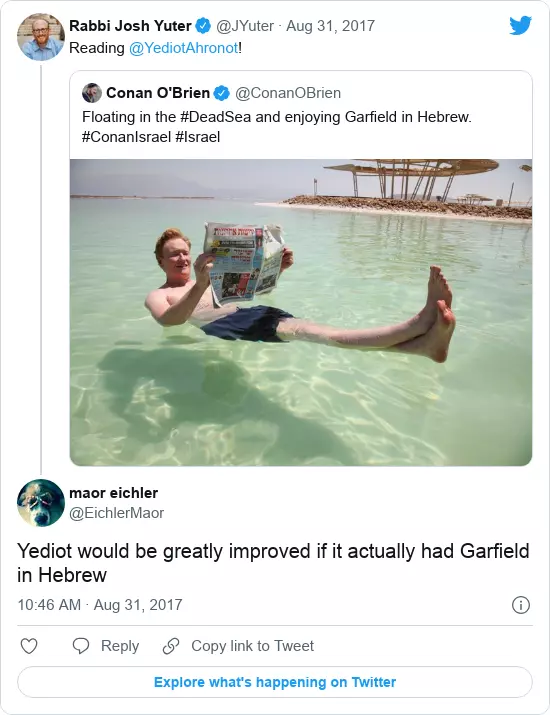 Rabbi Josh Yuter @JYuter · Aug 31, 2017
Reading @YediotAhronot!
Conan O'Brien @ConanOBrien
Floating in the #DeadSea and enjoying Garfield in Hebrew.
#ConanIsrael #Israel
ידיעות אחרונות
maor eichler
@EichlerMaor
Yediot would be greatly improved if it actually had Garfield
in Hebrew
10:46 AM · Aug 31, 2017
Reply
Copy link to Tweet
Explore what's happening on Twitter